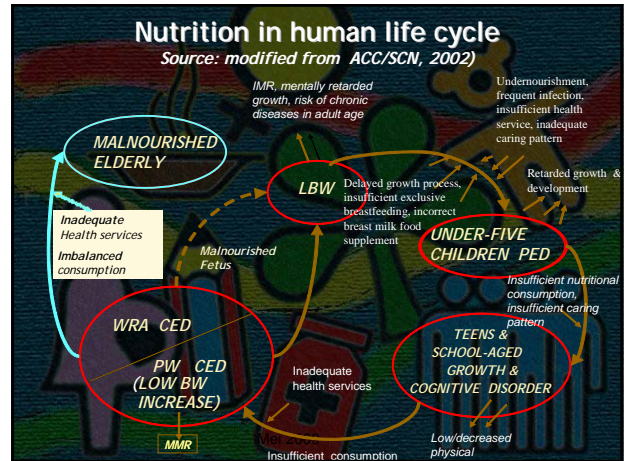 Nutrition in human life cycle
Source: modified from ACC/SCN, 2002)
IMR, mentally retarded
growth, risk of chronic
diseases in adult age
Undernourishment,
frequent infection,
insufficient health
service, inadequate
caring pattern
MALNOURISHED
ELDERLY
LBW
Delayed growth process,
insufficient exclusive
breastfeeding, incorrect
breast milk food
supplement
Retarded growth &
development
Inadequate
Health services
Imbalanced
consumption
Malnourished
Fetus
UNDER-FIVE
CHILDREN PED
Insufficient nutritional
consumption,
insufficient caring
pattern
WRA CED
PW CED
(LOW BW
INCREASE)
TEENS &
SCHOOL-AGED
GROWTH &
COGNITIVE DISORDER
Inadequate
health services
MMR
Insufficient consumption
Low/decreased
physical